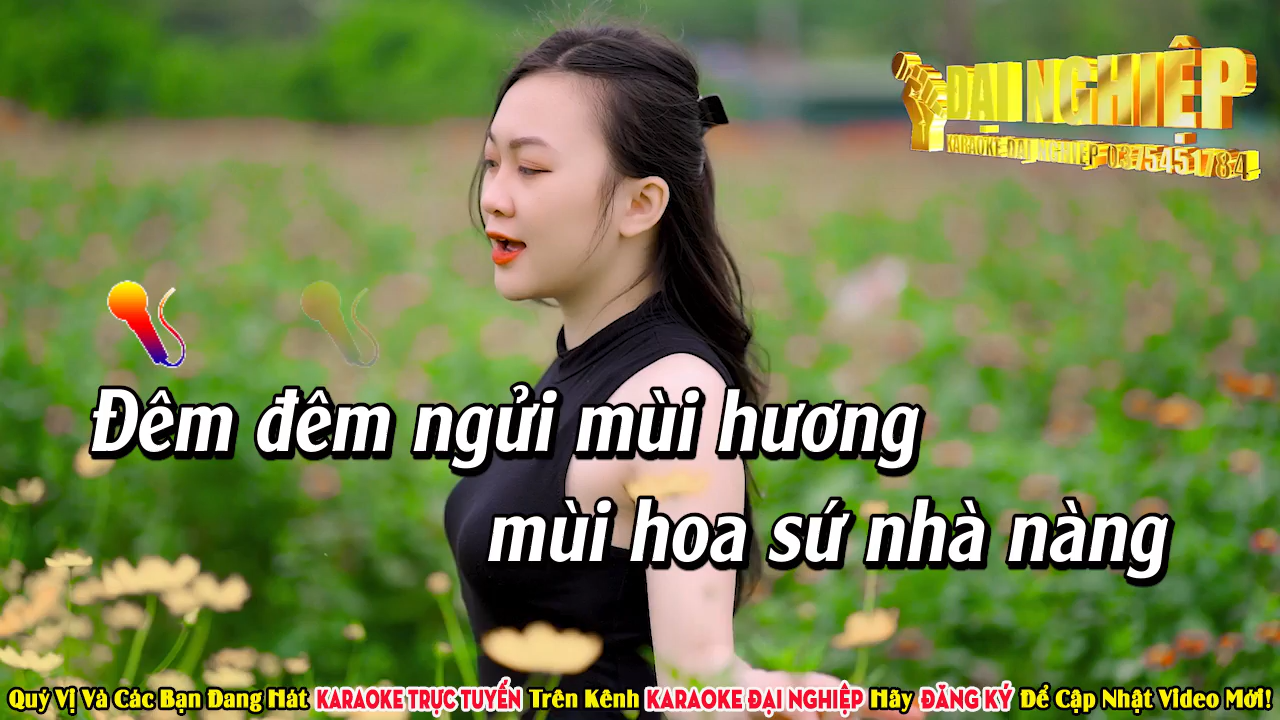 ĐẠI NGHIỆP
KARAOKE ĐẠI NGHIỆP 0375451784
Đêm đêm ngửi mùi hương
mùi hoa sứ nhà nàng
Quý Vị Và Các Bạn Đang Hát KARAOKE TRỰC TUYẾN Trên Kênh KARAOKE ĐẠI NGHIỆP Hãy ĐĂNG KÝ Để Cập Nhật Video Mới!